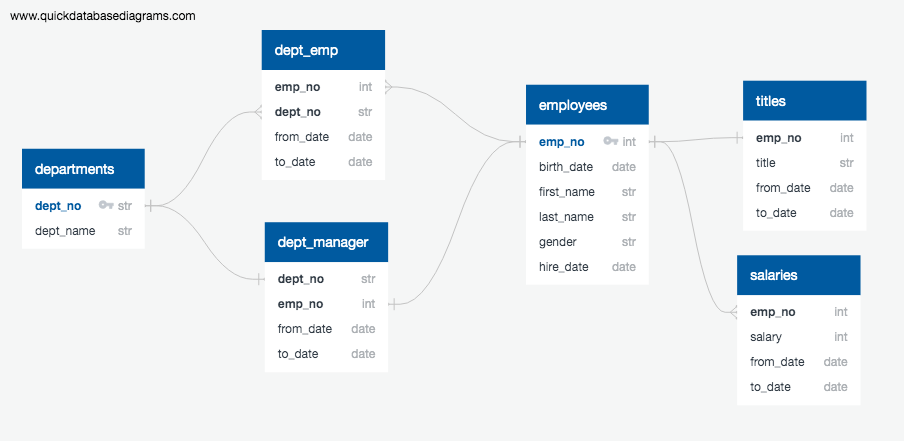 www.quickdatabasediagrams.com
departments
dept_no str
dept_name str
dept_emp
emp_no int
dept_no str
from_date date
to_date date
dept_manager
dept_no str
emp_no int
from_date date
to_date date
employees
emp_no int
birth_date date
first_name str
last_name str
gender str
hire_date date
titles
emp_no int
title str
from_date date
to_date date
salaries
emp_no int
salary int
from_date date
to_date date